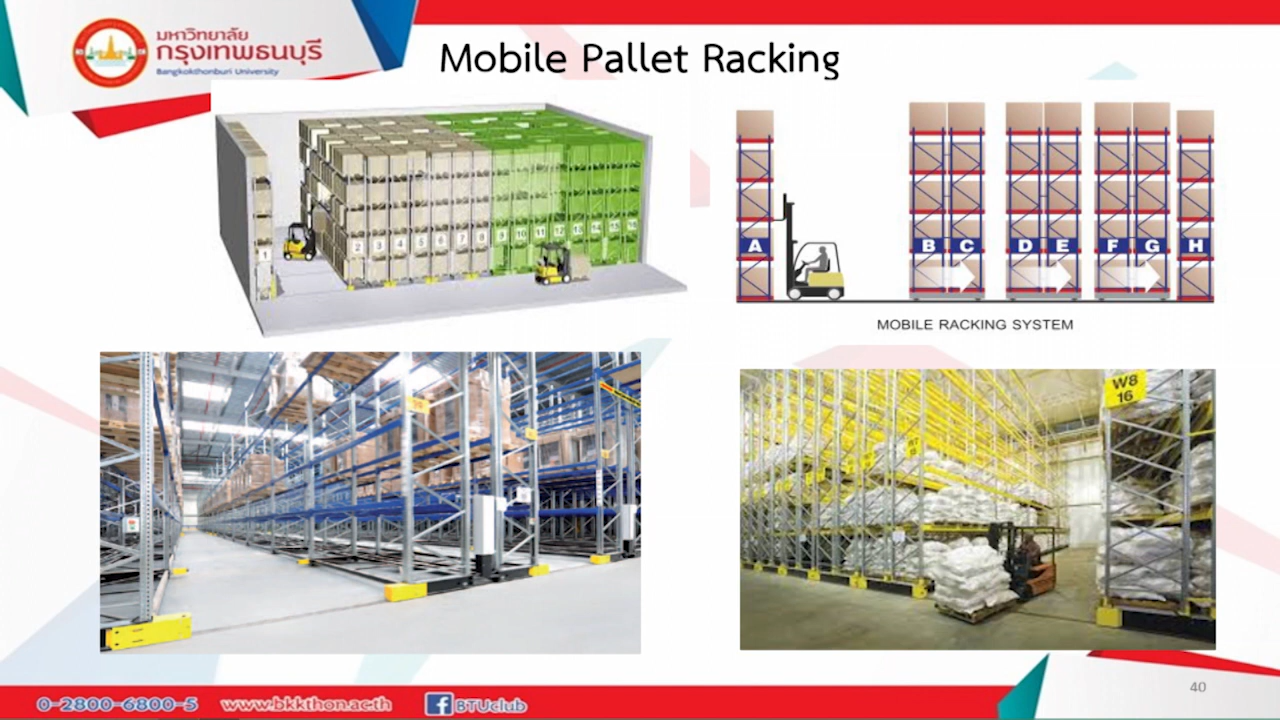 มหาวิทยาลัย
กรุงเทพธนบุรี
Bangkokthonburi University
Mobile Pallet Racking
1 2 3 4 5 6 7 8 9 10 11 12 13 14 15 16
A B C D E F G H
MOBILE RACKING SYSTEM
W8
16
40
0-2800-6800-5 www.bkkthon.ac.th BTUclub